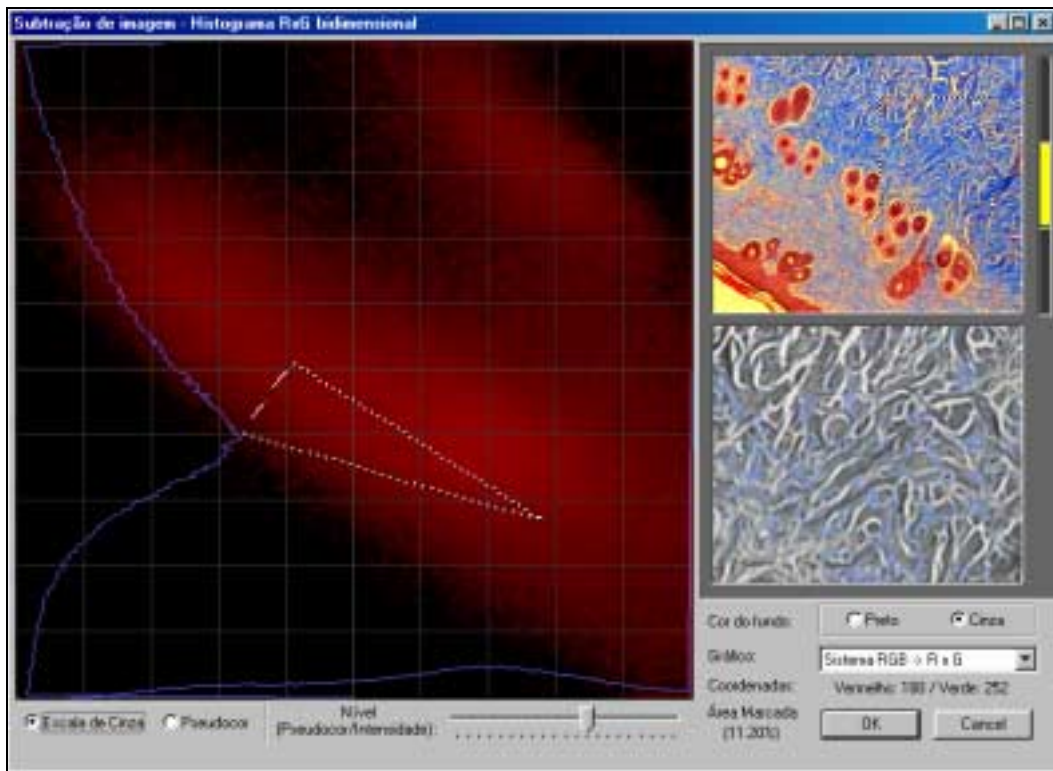 Subtração de imagem - Histograma RxG bidimensional
Cor do fundo: Preto Cinza
Gráfico: Sistema RGB -> R x G
Coordenadas: Vermelho: 188 / Verde: 252
Escala de Cinza Pseudocor Nível (Pseudocor/Intensidade):
Área Marcada (11.20%)
OK Cancel